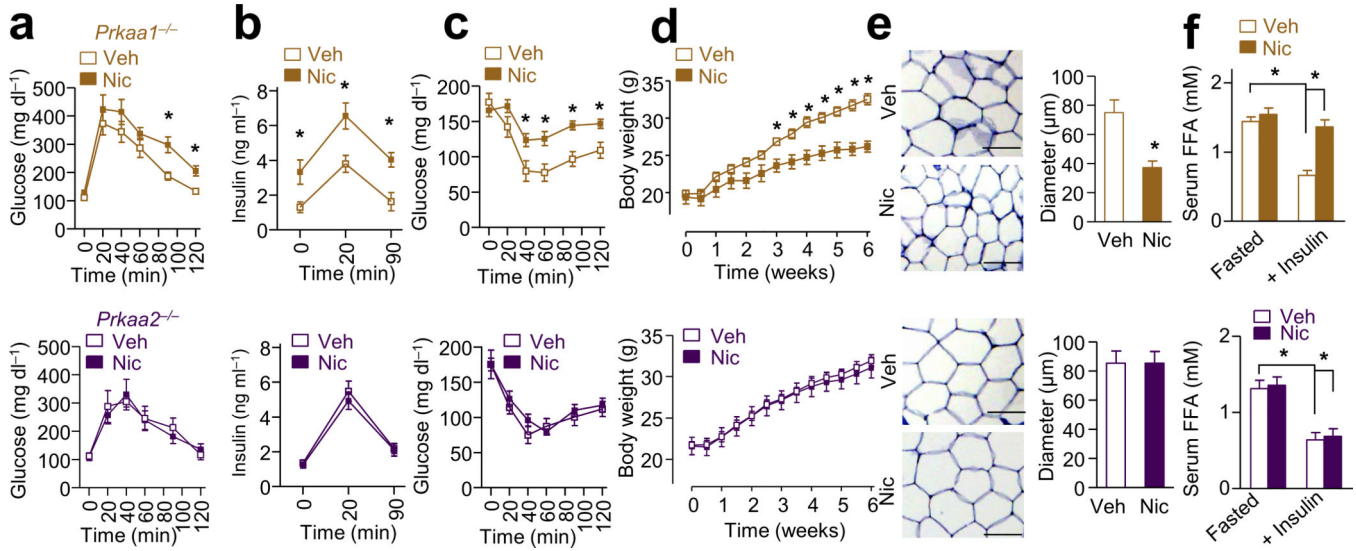 a
Prkaa1–/–
Veh
Nic
Glucose (mg dl–1)
500
400
300
200
100
0
0 20 40 60 80 100 120
Time (min)
* *
b
Veh
Nic
Insulin (ng ml–1)
8
6
4
2
0
0 20 90
Time (min)
* * *
c
Veh
Nic
Glucose (mg dl–1)
200
150
100
50
0
0 20 40 60 80 100 120
Time (min)
* * * *
d
Veh
Nic
Body weight (g)
35
30
25
20
0 1 2 3 4 5 6
Time (weeks)
* * * * * * *
e
Veh
Nic
Diameter (µm)
100
80
60
40
20
0
Veh Nic
*
f
Veh
Nic
Serum FFA (mM)
2
1
0
Fasted
+ Insulin
* *
Prkaa2–/–
Veh
Nic
Glucose (mg dl–1)
500
400
300
200
100
0
0 20 40 60 80 100 120
Time (min)
Veh
Nic
Insulin (ng ml–1)
8
6
4
2
0
0 20 90
Time (min)
Veh
Nic
Glucose (mg dl–1)
200
150
100
50
0
0 20 40 60 80 100 120
Time (min)
Veh
Nic
Body weight (g)
35
30
25
20
0 1 2 3 4 5 6
Time (weeks)
Veh
Nic
Diameter (µm)
100
80
60
40
20
0
Veh Nic
Veh
Nic
Serum FFA (mM)
2
1
0
Fasted
+ Insulin
* *